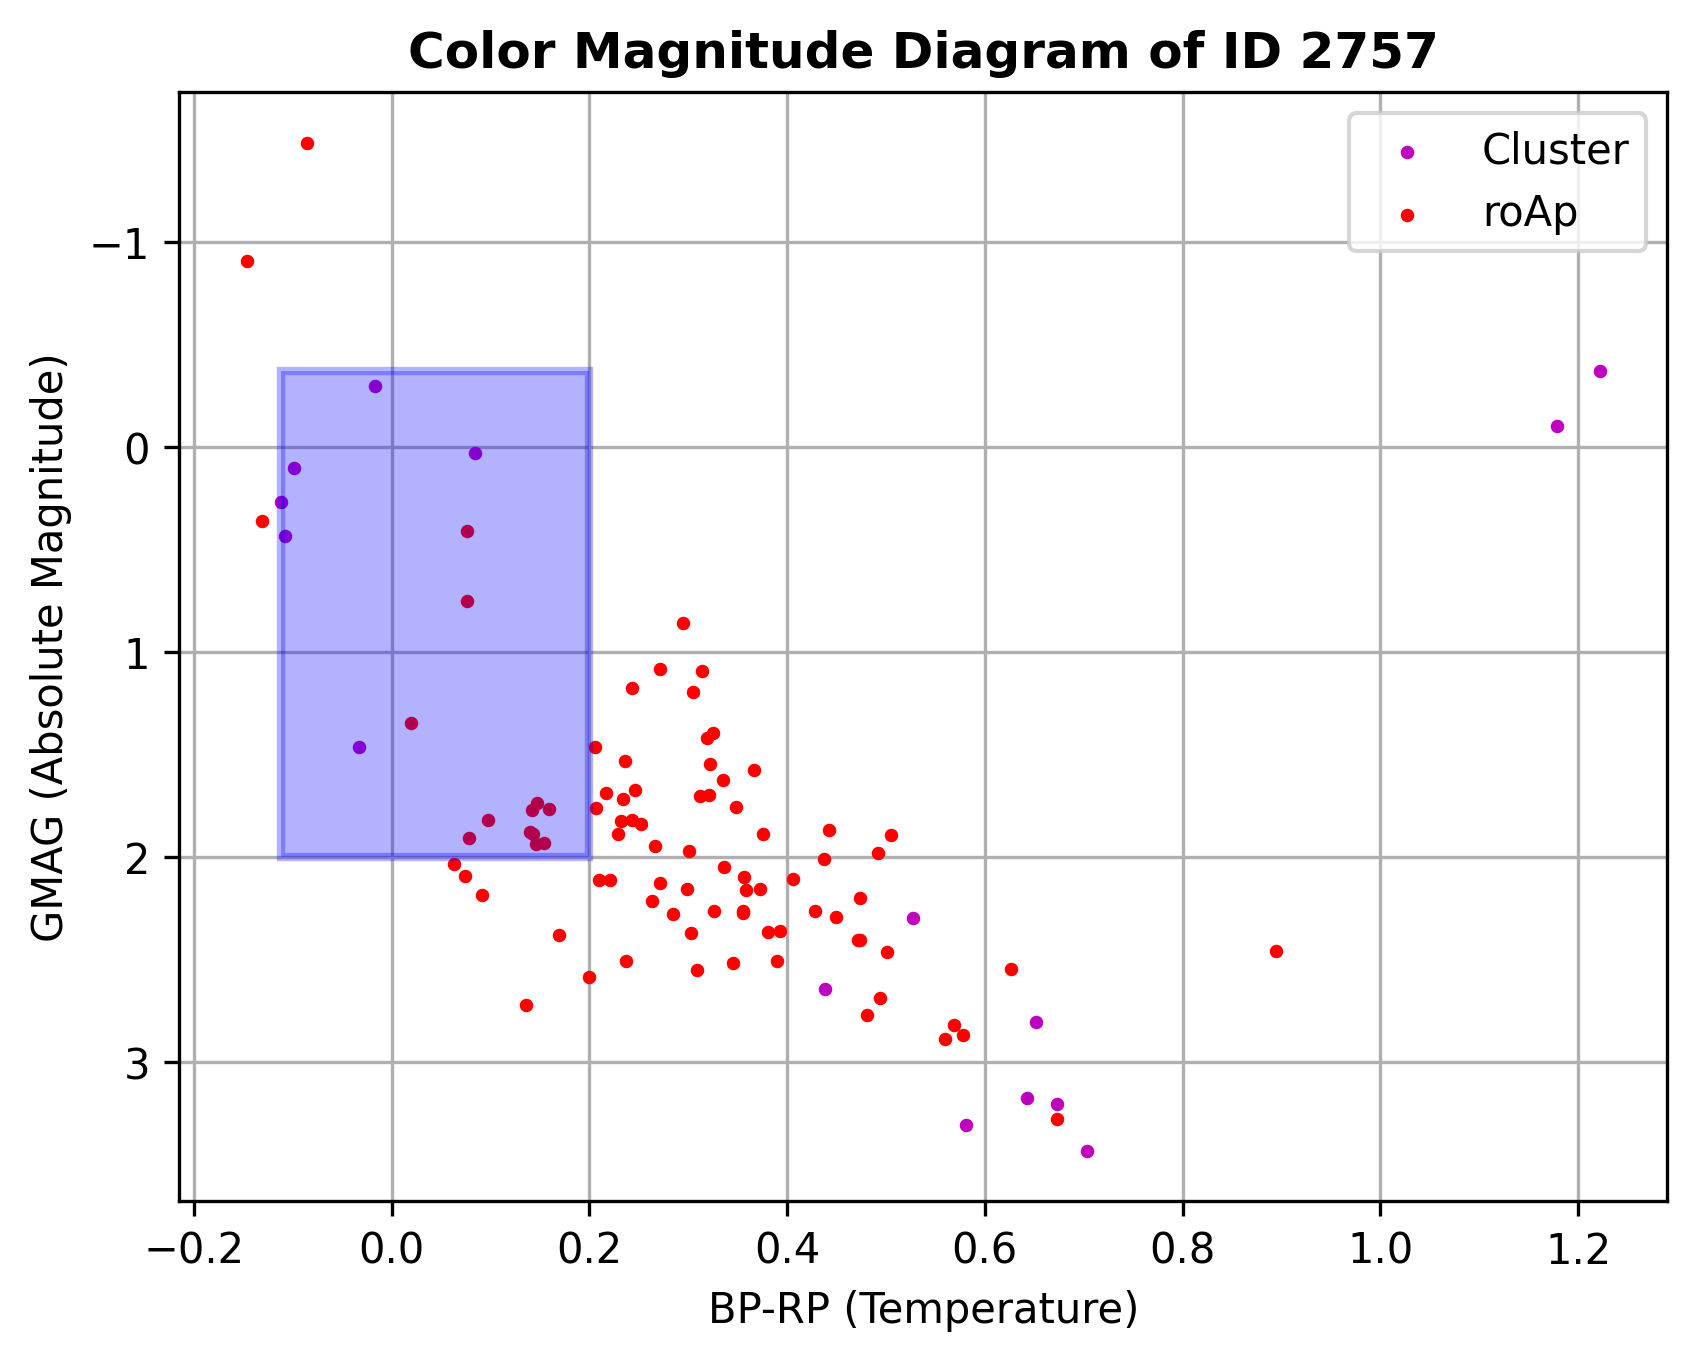 Color Magnitude Diagram of ID 2757
Cluster
roAp
GMAG (Absolute Magnitude)
−1
0
1
2
3
−0.2 0.0 0.2 0.4 0.6 0.8 1.0 1.2
BP-RP (Temperature)